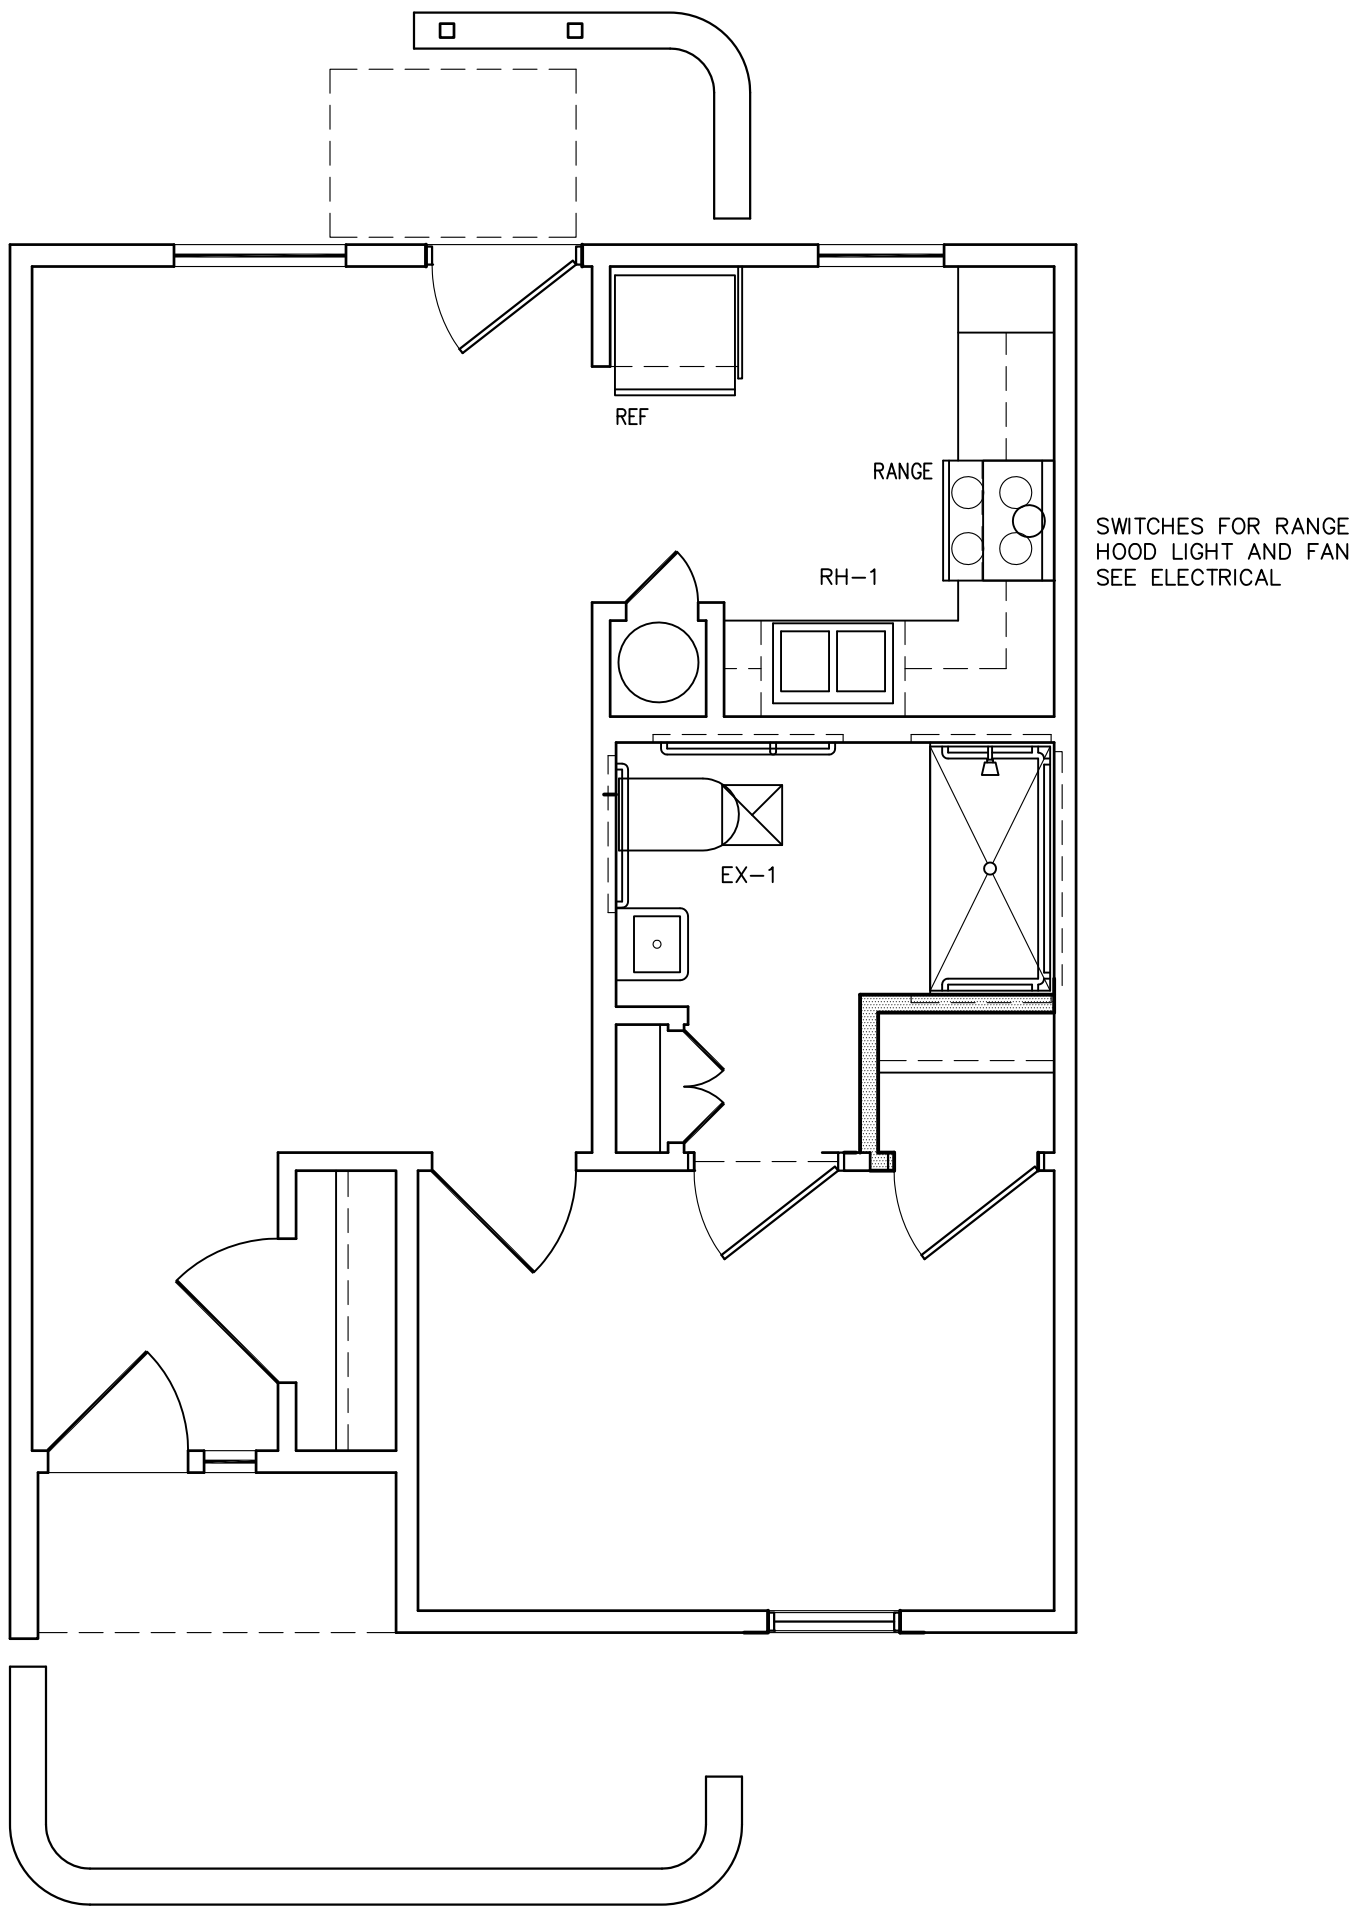 REF
RANGE
SWITCHES FOR RANGE
HOOD LIGHT AND FAN
SEE ELECTRICAL
RH-1
EX-1